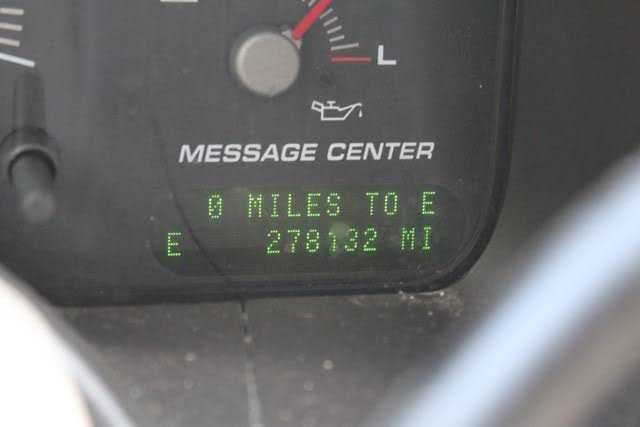 L
MESSAGE CENTER
0 MILES TO E
E 278132 MI